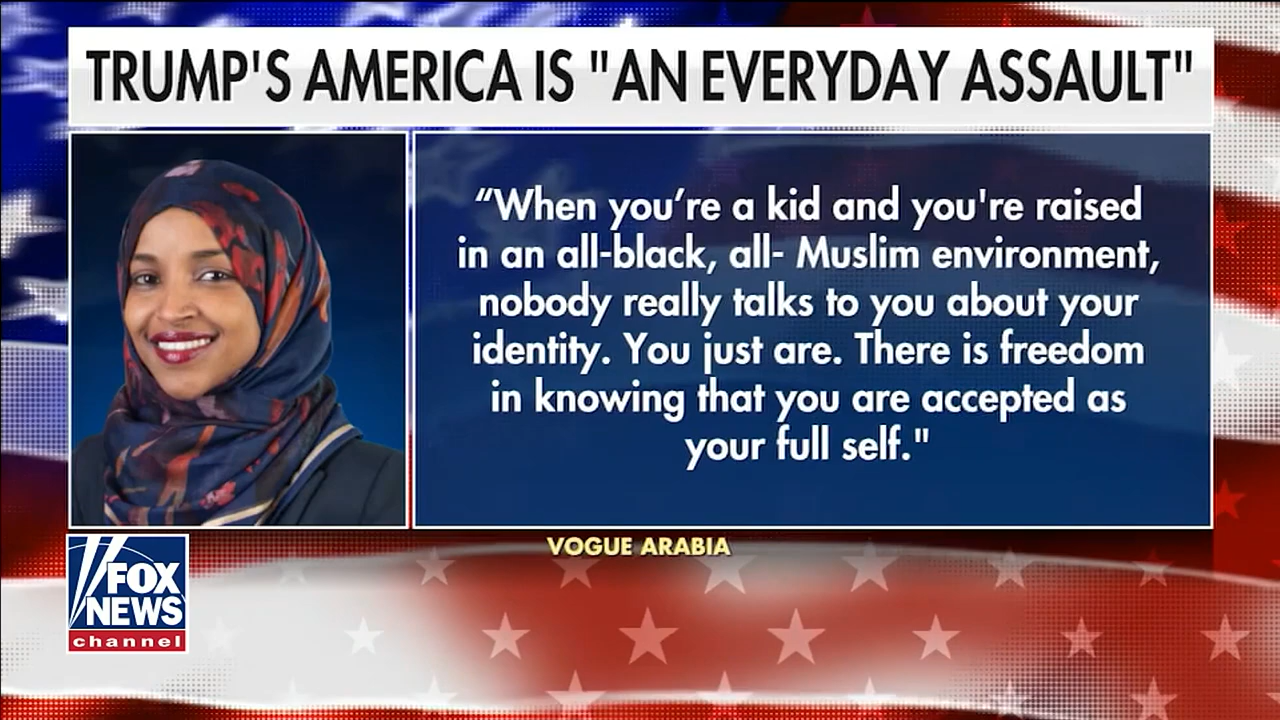 TRUMP'S AMERICA IS "AN EVERYDAY ASSAULT"
“When you’re a kid and you're raised
in an all-black, all- Muslim environment,
nobody really talks to you about your
identity. You just are. There is freedom
in knowing that you are accepted as
your full self."
VOGUE ARABIA
FOX
NEWS
channel